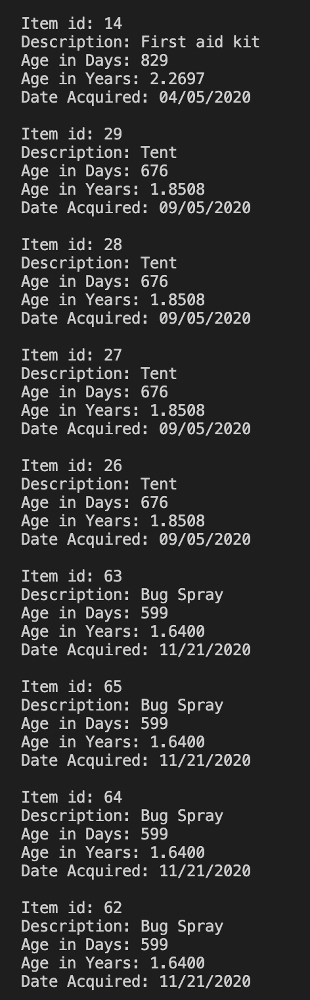 Item id: 14
Description: First aid kit
Age in Days: 829
Age in Years: 2.2697
Date Acquired: 04/05/2020
Item id: 29
Description: Tent
Age in Days: 676
Age in Years: 1.8508
Date Acquired: 09/05/2020
Item id: 28
Description: Tent
Age in Days: 676
Age in Years: 1.8508
Date Acquired: 09/05/2020
Item id: 27
Description: Tent
Age in Days: 676
Age in Years: 1.8508
Date Acquired: 09/05/2020
Item id: 26
Description: Tent
Age in Days: 676
Age in Years: 1.8508
Date Acquired: 09/05/2020
Item id: 63
Description: Bug Spray
Age in Days: 599
Age in Years: 1.6400
Date Acquired: 11/21/2020
Item id: 65
Description: Bug Spray
Age in Days: 599
Age in Years: 1.6400
Date Acquired: 11/21/2020
Item id: 64
Description: Bug Spray
Age in Days: 599
Age in Years: 1.6400
Date Acquired: 11/21/2020
Item id: 62
Description: Bug Spray
Age in Days: 599
Age in Years: 1.6400
Date Acquired: 11/21/2020